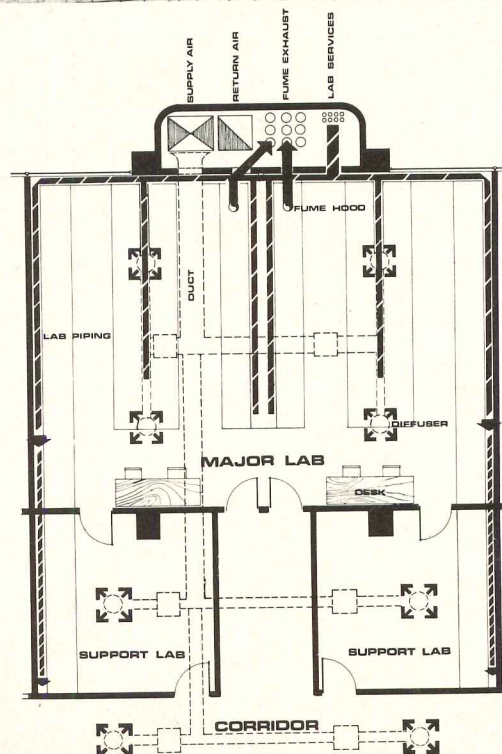 SUPPLY AIR
RETURN AIR
FUME EXHAUST
LAB SERVICES
FUME HOOD
DUCT
LAB PIPING
DIFFUSER
MAJOR LAB
DESK
SUPPORT LAB
SUPPORT LAB
CORRIDOR